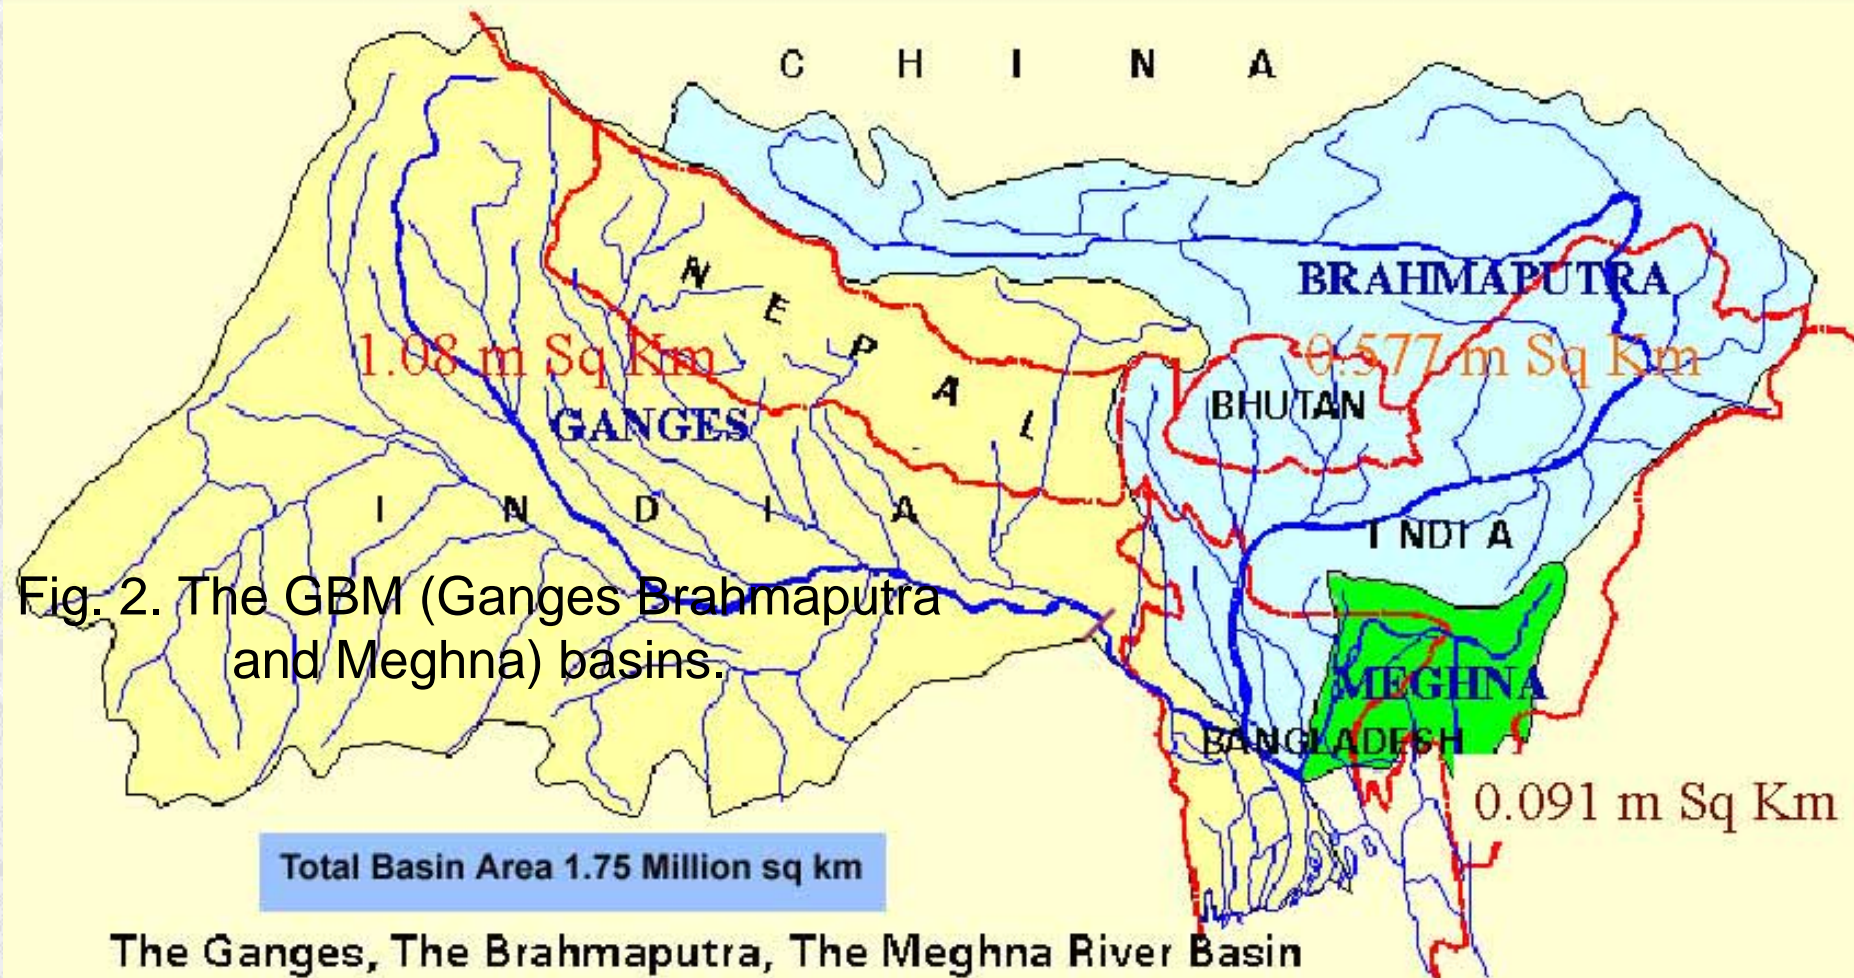 C H I N A
N E P A L
BRAHMAPUTRA
0.577 m Sq Km
1.08 m Sq Km
GANGES
BHUTAN
I N D I A
INDIA
Fig. 2. The GBM (Ganges Brahmaputra
and Meghna) basins.
MEGHNA
BANGLADESH
0.091 m Sq Km
Total Basin Area 1.75 Million sq km
The Ganges, The Brahmaputra, The Meghna River Basin